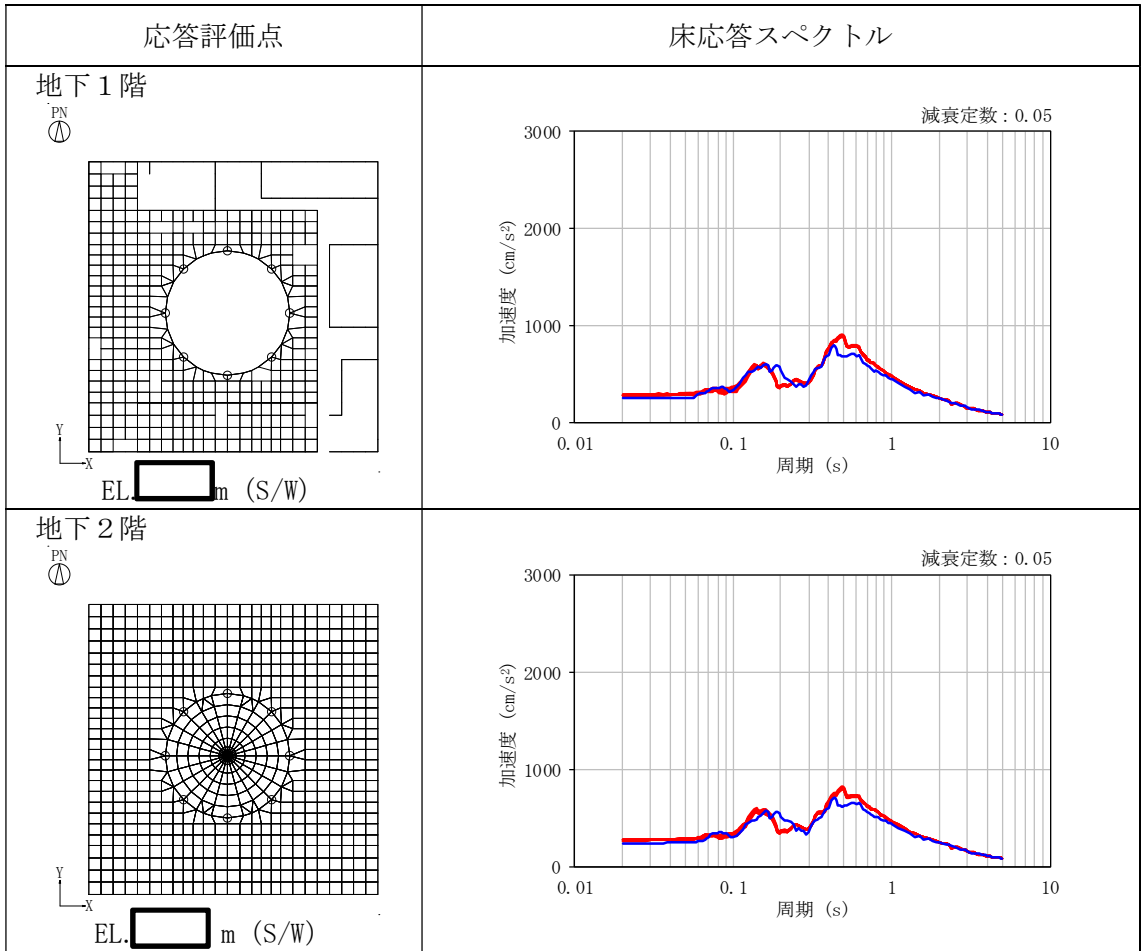 応答評価点
床応答スペクトル
地下1階
PN
Y
X
EL. m (S/W)
減衰定数:0.05
3000
2000
1000
0
加速度 (cm/s²)
0.01
0.1
1
10
周期 (s)
地下2階
PN
Y
X
EL. m (S/W)
減衰定数:0.05
3000
2000
1000
0
加速度 (cm/s²)
0.01
0.1
1
10
周期 (s)